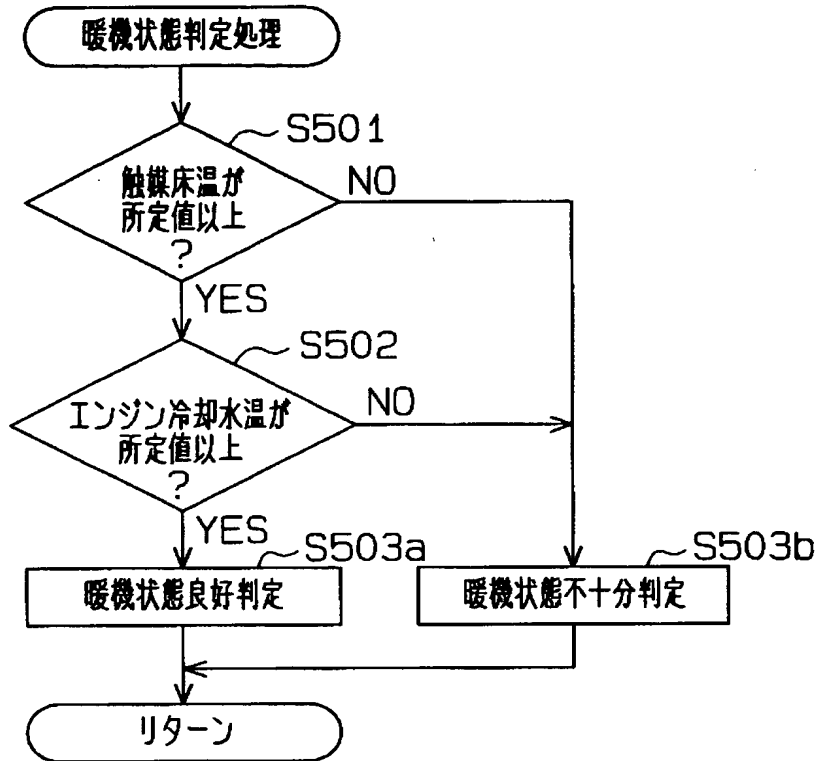 暖機状態判定処理
S501
触媒床温が
所定値以上
?
NO
YES
S502
エンジン冷却水温が
所定値以上
?
NO
YES
S503a
暖機状態良好判定
S503b
暖機状態不十分判定
リターン